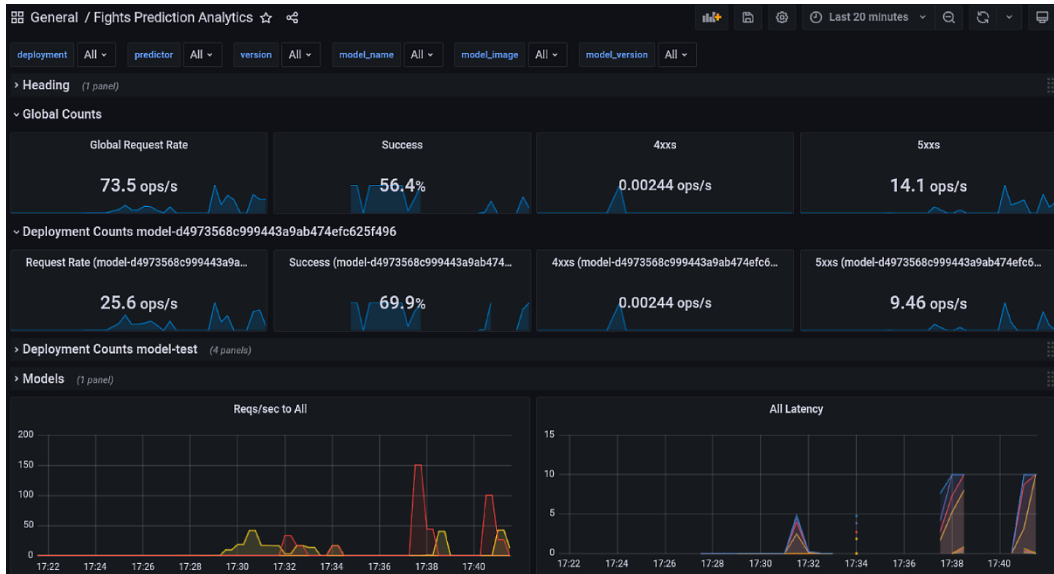 General / Fights Prediction Analytics
Last 20 minutes
deployment All predictor All version All model_name All model_image All model_version All
Heading (1 panel)
Global Counts
Global Request Rate
73.5 ops/s
Success
56.4%
4xxs
0.00244 ops/s
5xxs
14.1 ops/s
Deployment Counts model-d4973568c999443a9ab474efc625f496
Request Rate (model-d4973568c999443a9a...
25.6 ops/s
Success (model-d4973568c999443a9ab474...
69.9%
4xxs (model-d4973568c999443a9ab474efc6...
0.00244 ops/s
5xxs (model-d4973568c999443a9ab474efc6...
9.46 ops/s
Deployment Counts model-test (4 panels)
Models (1 panel)
Reqs/sec to All
200
150
100
50
0
17:22 17:24 17:26 17:28 17:30 17:32 17:34 17:36 17:38 17:40
All Latency
15
10
5
0
17:22 17:24 17:26 17:28 17:30 17:32 17:34 17:36 17:38 17:40